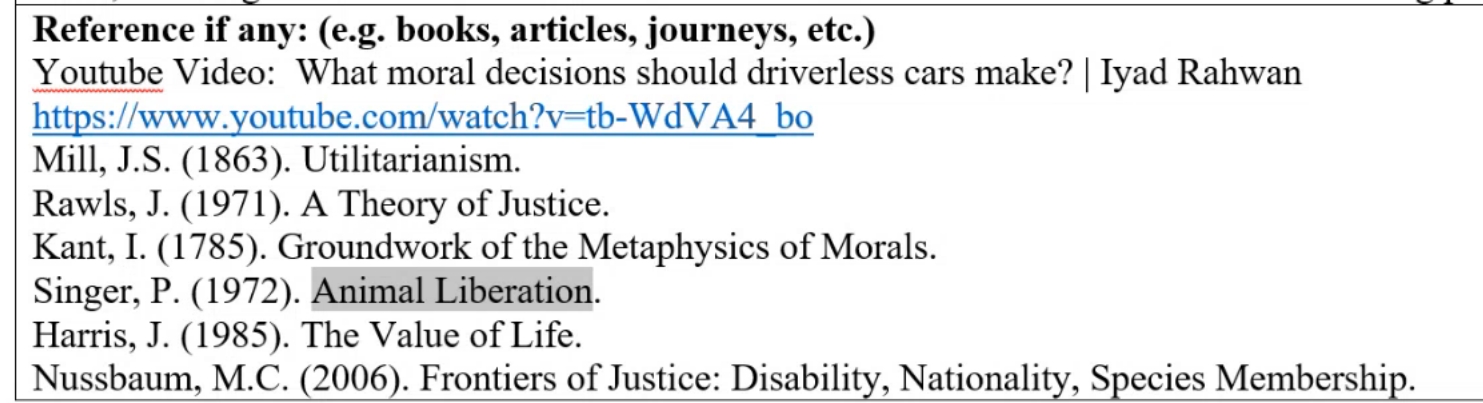 Reference if any: (e.g. books, articles, journeys, etc.)
Youtube Video:  What moral decisions should driverless cars make? | Iyad Rahwan
https://www.youtube.com/watch?v=tb-WdVA4_bo
Mill, J.S. (1863). Utilitarianism.
Rawls, J. (1971). A Theory of Justice.
Kant, I. (1785). Groundwork of the Metaphysics of Morals.
Singer, P. (1972). Animal Liberation.
Harris, J. (1985). The Value of Life.
Nussbaum, M.C. (2006). Frontiers of Justice: Disability, Nationality, Species Membership.